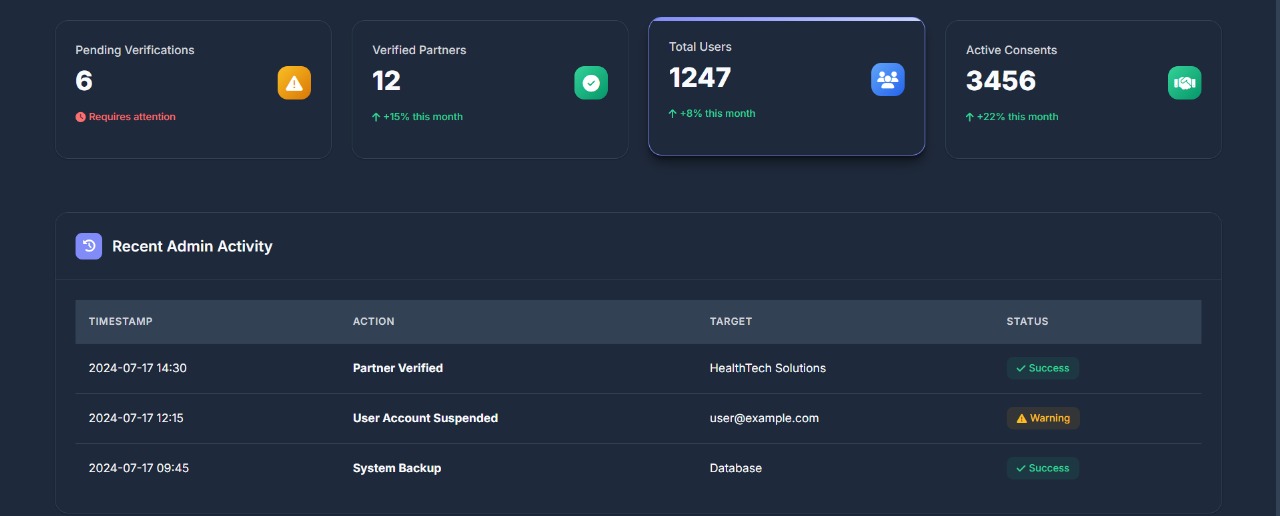 Pending Verifications
6
Requires attention
Verified Partners
12
+15% this month
Total Users
1247
+8% this month
Active Consents
3456
+22% this month
Recent Admin Activity
TIMESTAMP ACTION TARGET STATUS
2024-07-17 14:30 Partner Verified HealthTech Solutions Success
2024-07-17 12:15 User Account Suspended user@example.com Warning
2024-07-17 09:45 System Backup Database Success